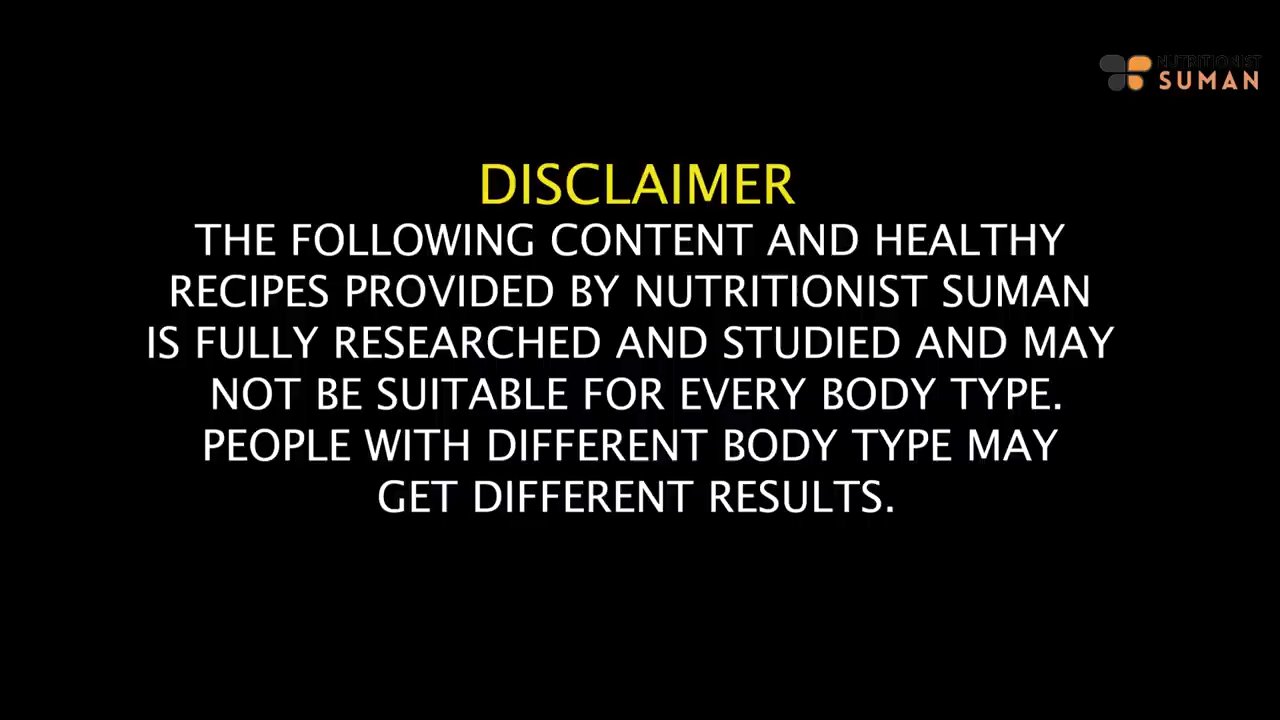 NUTRITIONIST
SUMAN
DISCLAIMER
THE FOLLOWING CONTENT AND HEALTHY
RECIPES PROVIDED BY NUTRITIONIST SUMAN
IS FULLY RESEARCHED AND STUDIED AND MAY
NOT BE SUITABLE FOR EVERY BODY TYPE.
PEOPLE WITH DIFFERENT BODY TYPE MAY
GET DIFFERENT RESULTS.